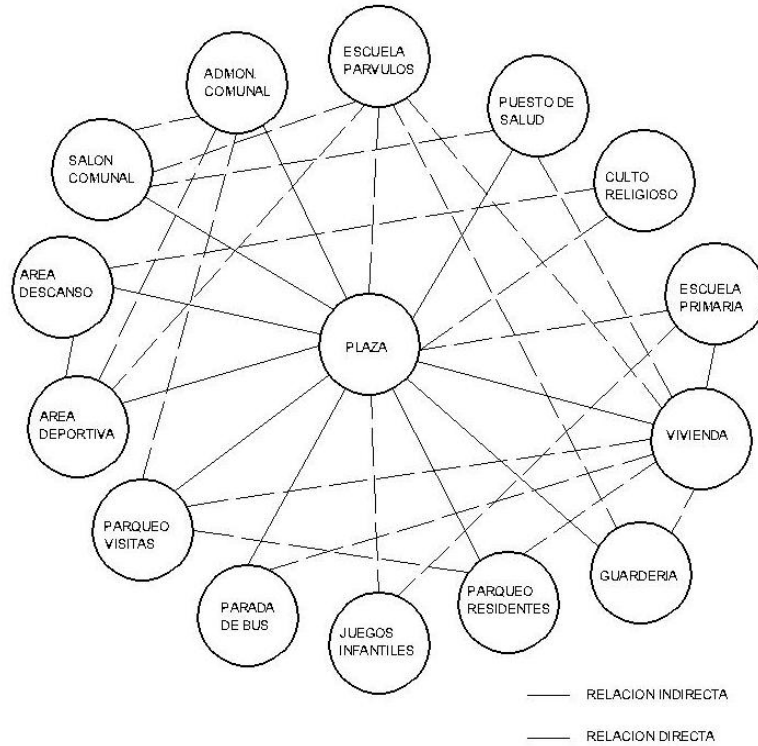 ESCUELA
PARVULOS
ADMON.
COMUNAL
PUESTO DE
SALUD
SALON
COMUNAL
CULTO
RELIGIOSO
AREA
DESCANSO
ESCUELA
PRIMARIA
PLAZA
AREA
DEPORTIVA
VIVIENDA
PARQUEO
VISITAS
GUARDERIA
PARQUEO
RESIDENTES
PARADA
DE BUS
JUEGOS
INFANTILES
RELACION INDIRECTA
RELACION DIRECTA